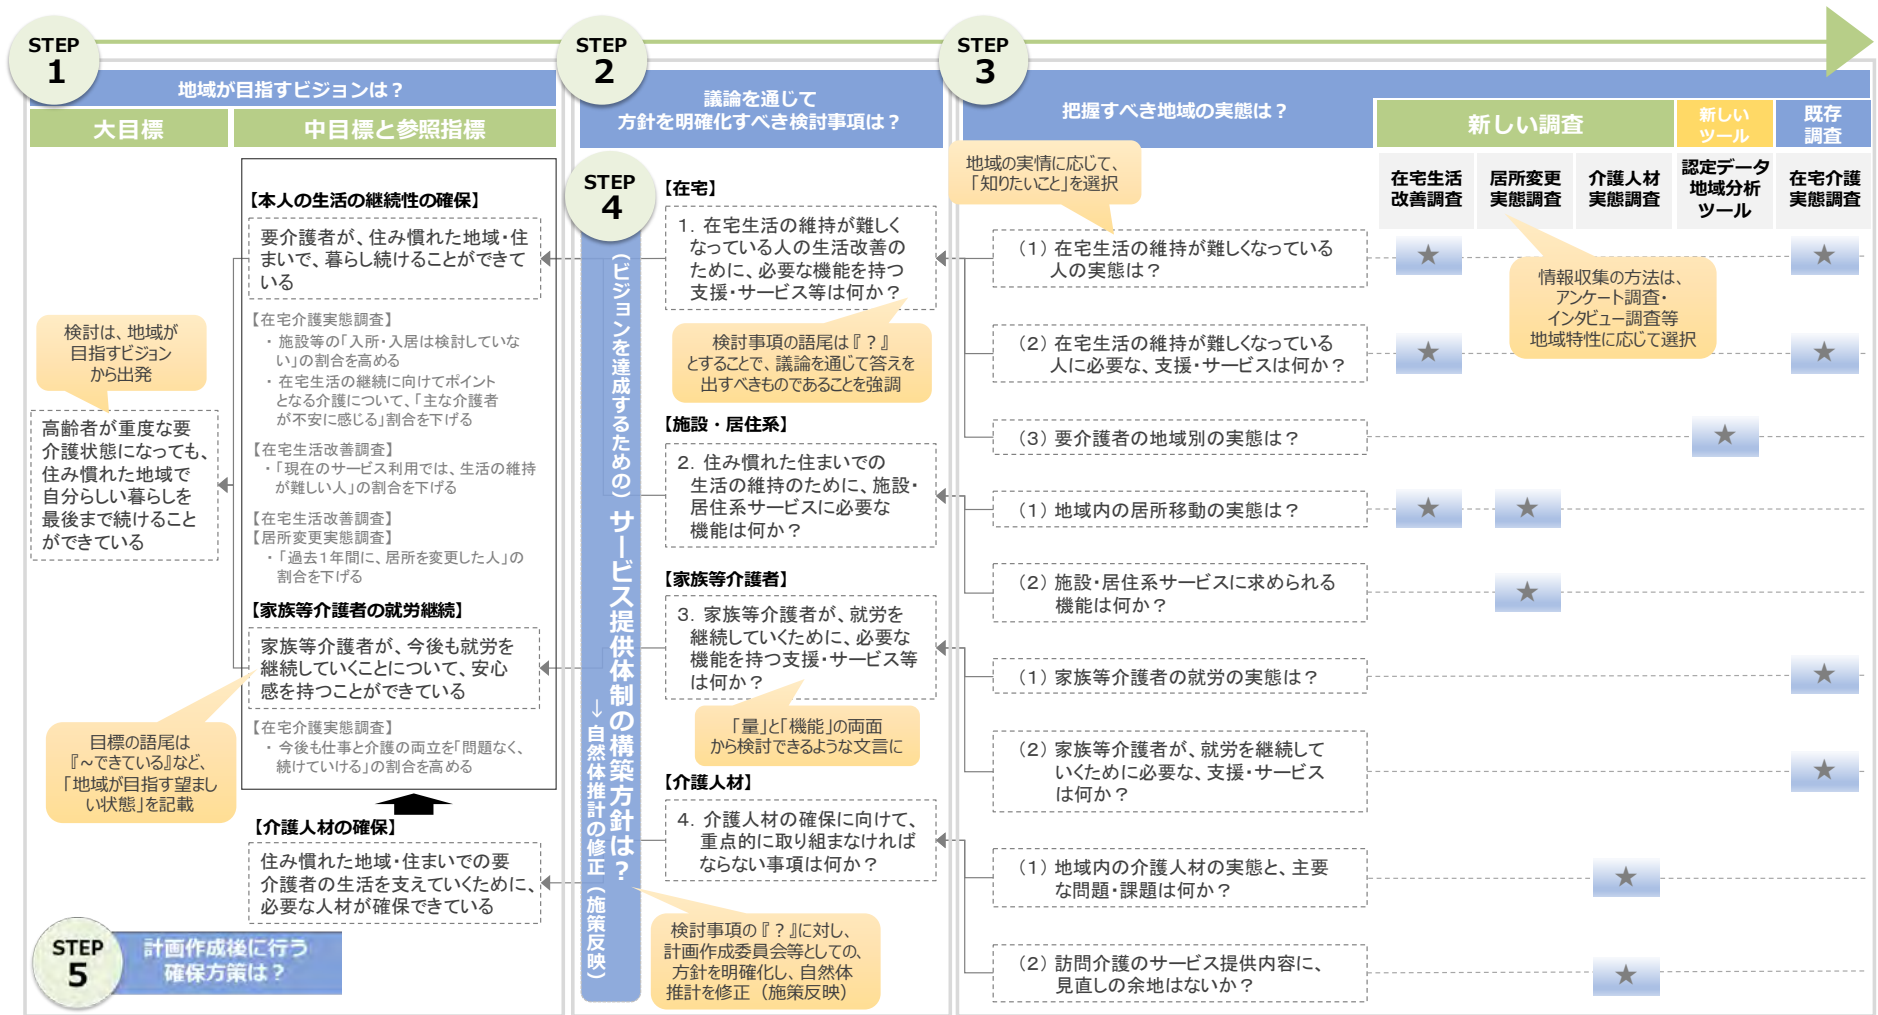 STEP
1
地域が目指すビジョンは？
大目標
中目標と参照指標
【本人の生活の継続性の確保】
要介護者が、住み慣れた地域・住
まいで、暮らし続けることができて
いる
【在宅介護実態調査】
・施設等の「入所・入居は検討していな
い」の割合を高める
・在宅生活の継続に向けてポイント
となる介護について、「主な介護者
が不安に感じる」割合を下げる
【在宅生活改善調査】
・「現在のサービス利用では、生活の維持
が難しい人」の割合を下げる
【在宅生活改善調査】
【居所変更実態調査】
・「過去１年間に、居所を変更した人」の
割合を下げる
【家族等介護者の就労継続】
家族等介護者が、今後も就労を
継続していくことについて、安心
感を持つことができている
【在宅介護実態調査】
・今後も仕事と介護の両立を「問題なく、
続けていける」の割合を高める
【介護人材の確保】
住み慣れた地域・住まいでの要
介護者の生活を支えていくために、
必要な人材が確保できている
検討は、地域が
目指すビジョン
から出発
高齢者が重度な要
介護状態になっても、
住み慣れた地域で
自分らしい暮らしを
最後まで続けること
ができている
目標の語尾は
『～できている』など、
「地域が目指す望まし
い状態」を記載
STEP
5
計画作成後に行う
確保方策は？
STEP
2
議論を通じて
方針を明確化すべき検討事項は？
STEP
4
（ビジョンを達成するための）サービス提供体制の構築方針は？
→自然体推計の修正（施策反映）
【在宅】
１．在宅生活の維持が難しく
なっている人の生活改善の
ために、必要な機能を持つ
支援・サービス等は何か？
検討事項の語尾は『？』
とすることで、議論を通じて答えを
出すべきものであることを強調
【施設・居住系】
２．住み慣れた住まいでの
生活の維持のために、施設・
居住系サービスに必要な
機能は何か？
【家族等介護者】
３．家族等介護者が、就労を
継続していくために、必要な
機能を持つ支援・サービス等
は何か？
「量」と「機能」の両面
から検討できるような文言に
【介護人材】
４．介護人材の確保に向けて、
重点的に取り組まなければ
ならない事項は何か？
検討事項の『？』に対し、
計画作成委員会等としての、
方針を明確化し、自然体
推計を修正（施策反映）
STEP
3
把握すべき地域の実態は？
新しい調査
新しい
ツール
既存
調査
地域の実情に応じて、
「知りたいこと」を選択
在宅生活
改善調査
居所変更
実態調査
介護人材
実態調査
認定データ
地域分析
ツール
在宅介護
実態調査
情報収集の方法は、
アンケート調査・
インタビュー調査等
地域特性に応じて選択
（１）在宅生活の維持が難しくなっている
人の実態は？
★
★
（２）在宅生活の維持が難しくなっている
人に必要な、支援・サービスは何か？
★
★
（３）要介護者の地域別の実態は？
★
（１）地域内の居所移動の実態は？
★
★
（２）施設・居住系サービスに求められる
機能は何か？
★
（１）家族等介護者の就労の実態は？
★
（２）家族等介護者が、就労を継続して
いくために必要な、支援・サービス
は何か？
★
（１）地域内の介護人材の実態と、主要
な問題・課題は何か？
★
（２）訪問介護のサービス提供内容に、
見直しの余地はないか？
★